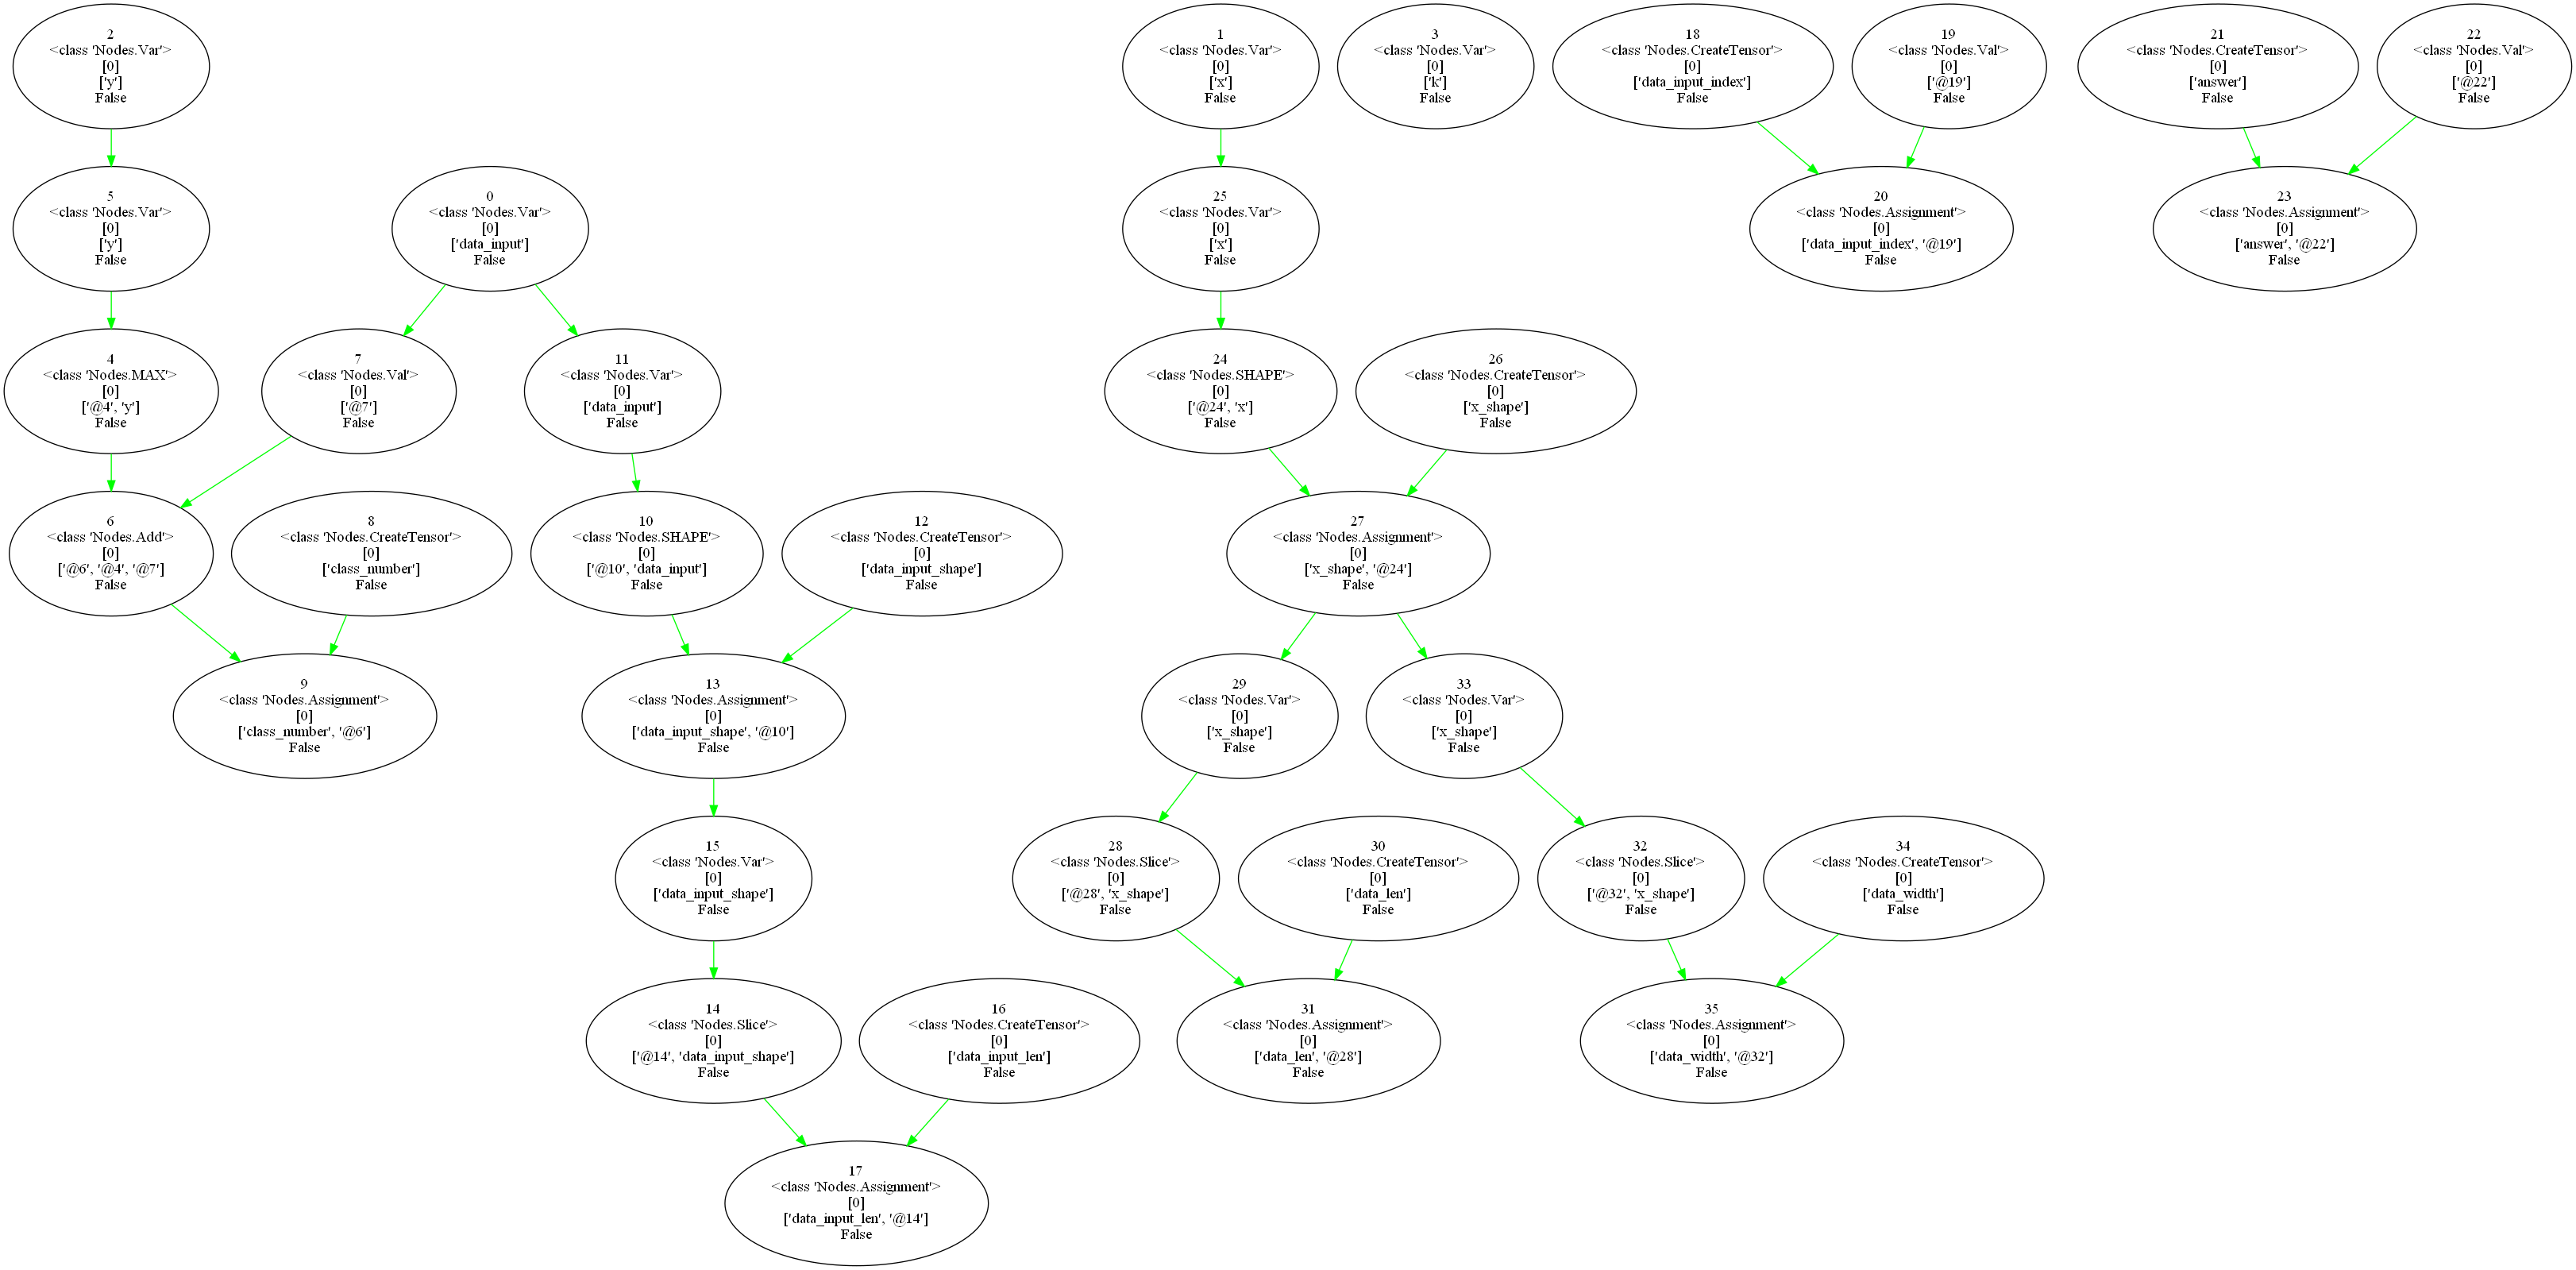 2
<class 'Nodes.Var'>
[0]
['y']
False
1
<class 'Nodes.Var'>
[0]
['x']
False
3
<class 'Nodes.Var'>
[0]
['k']
False
18
<class 'Nodes.CreateTensor'>
[0]
['data_input_index']
False
19
<class 'Nodes.Val'>
[0]
['@19']
False
21
<class 'Nodes.CreateTensor'>
[0]
['answer']
False
22
<class 'Nodes.Val'>
[0]
['@22']
False
5
<class 'Nodes.Var'>
[0]
['y']
False
0
<class 'Nodes.Var'>
[0]
['data_input']
False
25
<class 'Nodes.Var'>
[0]
['x']
False
20
<class 'Nodes.Assignment'>
[0]
['data_input_index', '@19']
False
23
<class 'Nodes.Assignment'>
[0]
['answer', '@22']
False
4
<class 'Nodes.MAX'>
[0]
['@4', 'y']
False
7
<class 'Nodes.Val'>
[0]
['@7']
False
11
<class 'Nodes.Var'>
[0]
['data_input']
False
24
<class 'Nodes.SHAPE'>
[0]
['@24', 'x']
False
26
<class 'Nodes.CreateTensor'>
[0]
['x_shape']
False
6
<class 'Nodes.Add'>
[0]
['@6', '@4', '@7']
False
8
<class 'Nodes.CreateTensor'>
[0]
['class_number']
False
10
<class 'Nodes.SHAPE'>
[0]
['@10', 'data_input']
False
12
<class 'Nodes.CreateTensor'>
[0]
['data_input_shape']
False
27
<class 'Nodes.Assignment'>
[0]
['x_shape', '@24']
False
9
<class 'Nodes.Assignment'>
[0]
['class_number', '@6']
False
13
<class 'Nodes.Assignment'>
[0]
['data_input_shape', '@10']
False
29
<class 'Nodes.Var'>
[0]
['x_shape']
False
33
<class 'Nodes.Var'>
[0]
['x_shape']
False
15
<class 'Nodes.Var'>
[0]
['data_input_shape']
False
28
<class 'Nodes.Slice'>
[0]
['@28', 'x_shape']
False
30
<class 'Nodes.CreateTensor'>
[0]
['data_len']
False
32
<class 'Nodes.Slice'>
[0]
['@32', 'x_shape']
False
34
<class 'Nodes.CreateTensor'>
[0]
['data_width']
False
14
<class 'Nodes.Slice'>
[0]
['@14', 'data_input_shape']
False
16
<class 'Nodes.CreateTensor'>
[0]
['data_input_len']
False
31
<class 'Nodes.Assignment'>
[0]
['data_len', '@28']
False
35
<class 'Nodes.Assignment'>
[0]
['data_width', '@32']
False
17
<class 'Nodes.Assignment'>
[0]
['data_input_len', '@14']
False